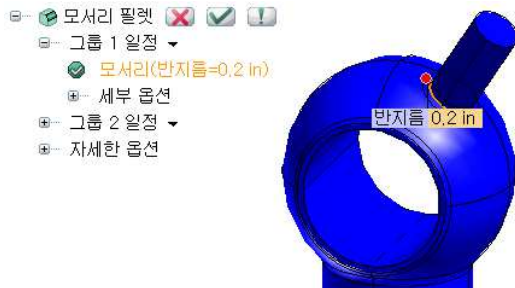 모서리 필렛
그룹 1 일정
모서리(반지름=0,2 in)
세부 옵션
그룹 2 일정
자세한 옵션
반지름 0,2 in